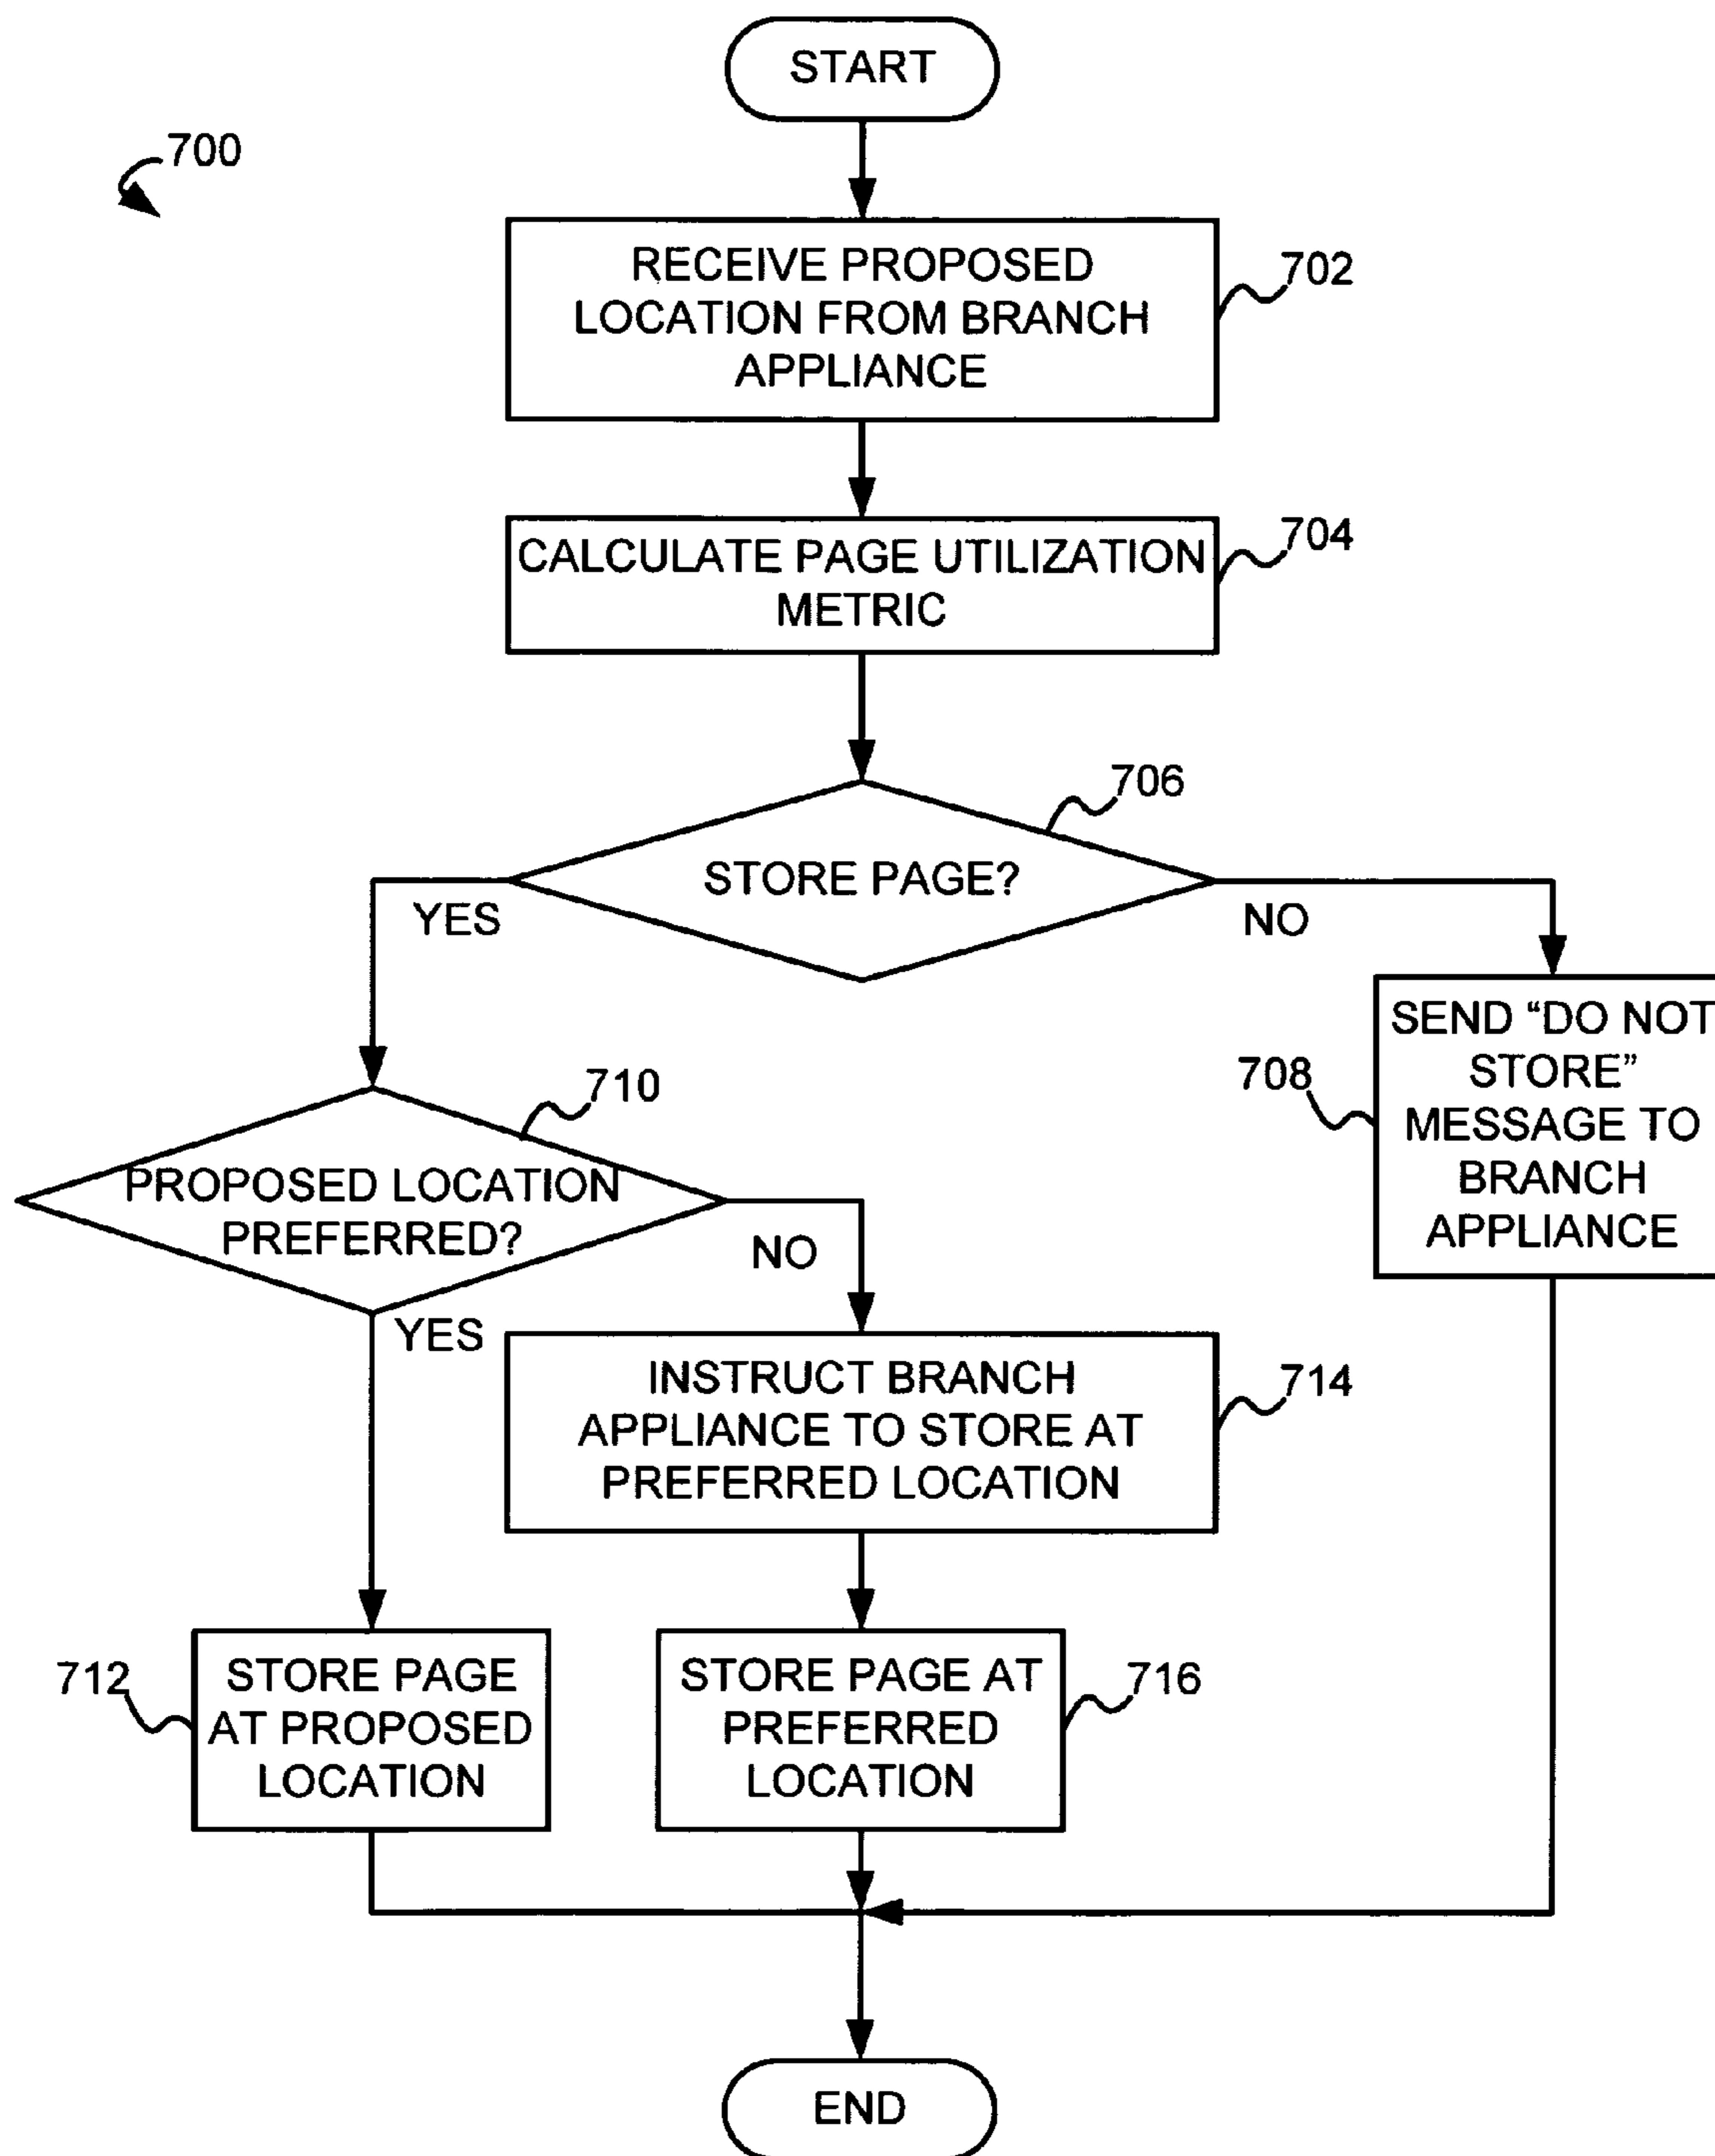 START
700
RECEIVE PROPOSED
LOCATION FROM BRANCH
APPLIANCE
702
CALCULATE PAGE UTILIZATION
METRIC
704
706
STORE PAGE?
YES
NO
SEND “DO NOT
STORE”
MESSAGE TO
BRANCH
APPLIANCE
708
710
PROPOSED LOCATION
PREFERRED?
NO
YES
INSTRUCT BRANCH
APPLIANCE TO STORE AT
PREFERRED LOCATION
714
712
STORE PAGE
AT PROPOSED
LOCATION
STORE PAGE AT
PREFERRED
LOCATION
716
END